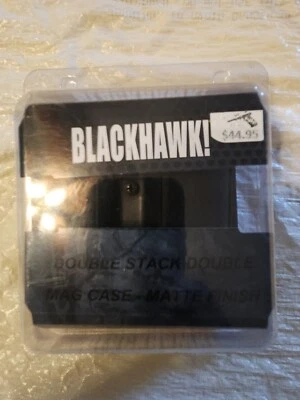 $44.95
BLACKHAWK!
DOUBLE STACK DOUBLE
MAG CASE - MATTE FINISH